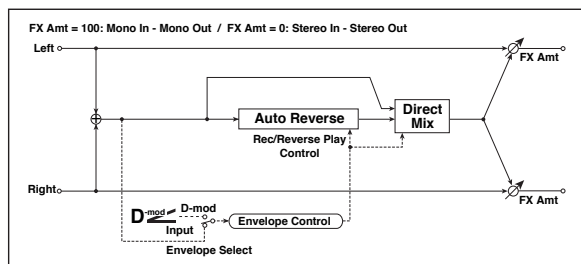 FX Amt = 100: Mono In - Mono Out / FX Amt = 0: Stereo In - Stereo Out
Left
FX Amt
Auto Reverse
Direct
Mix
Rec/Reverse Play
Control
Right
FX Amt
D-mod
D-mod
Input
Envelope Control
Envelope Select